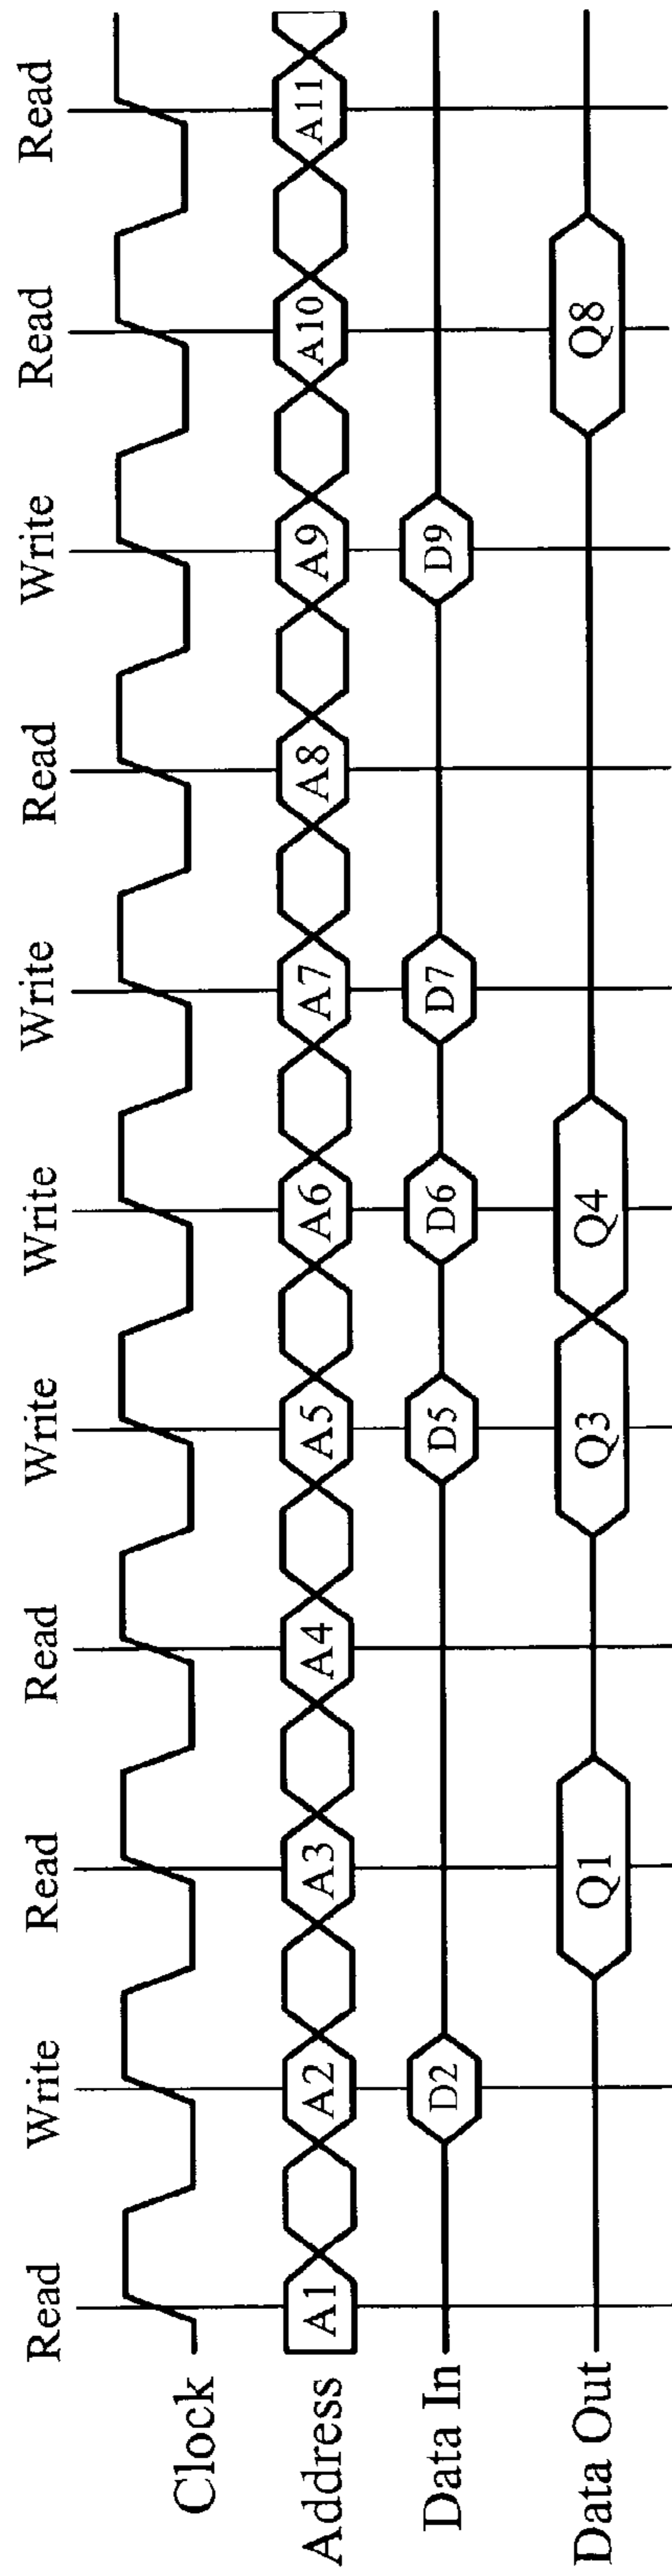 Read Write Read Read Write Write Write Read Write Read Read
Clock
Address A1 A2 A3 A4 A5 A6 A7 A8 A9 A10 A11
Data In D2 D5 D6 D7 D9
Data Out Q1 Q3 Q4 Q8